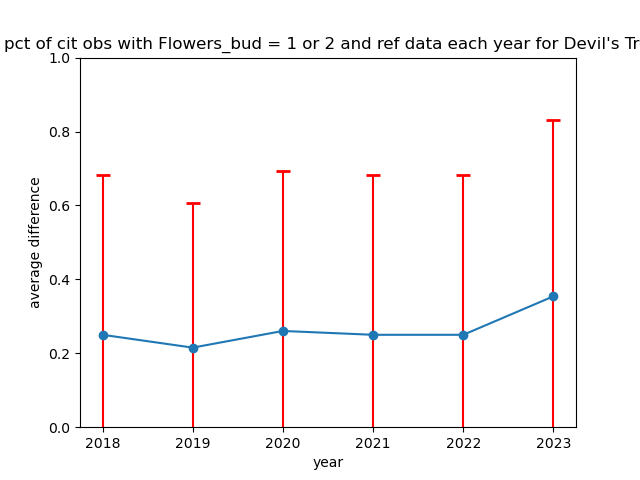 pct of cit obs with Flowers_bud = 1 or 2 and ref data each year for Devil's Tr
1.0
0.8
0.6
0.4
0.2
0.0
average difference
2018 2019 2020 2021 2022 2023
year